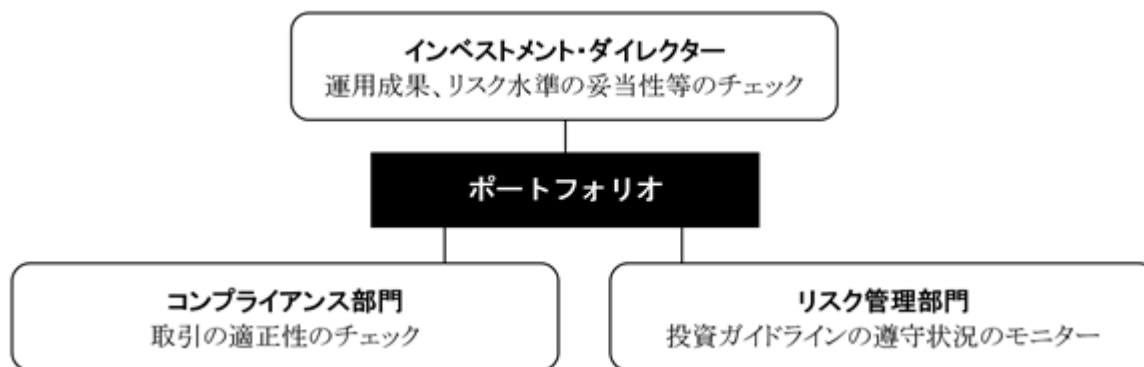 インベストメント・ダイレクター
運用成果、リスク水準の妥当性等のチェック
ポートフォリオ
コンプライアンス部門
取引の適正性のチェック
リスク管理部門
投資ガイドラインの遵守状況のモニター